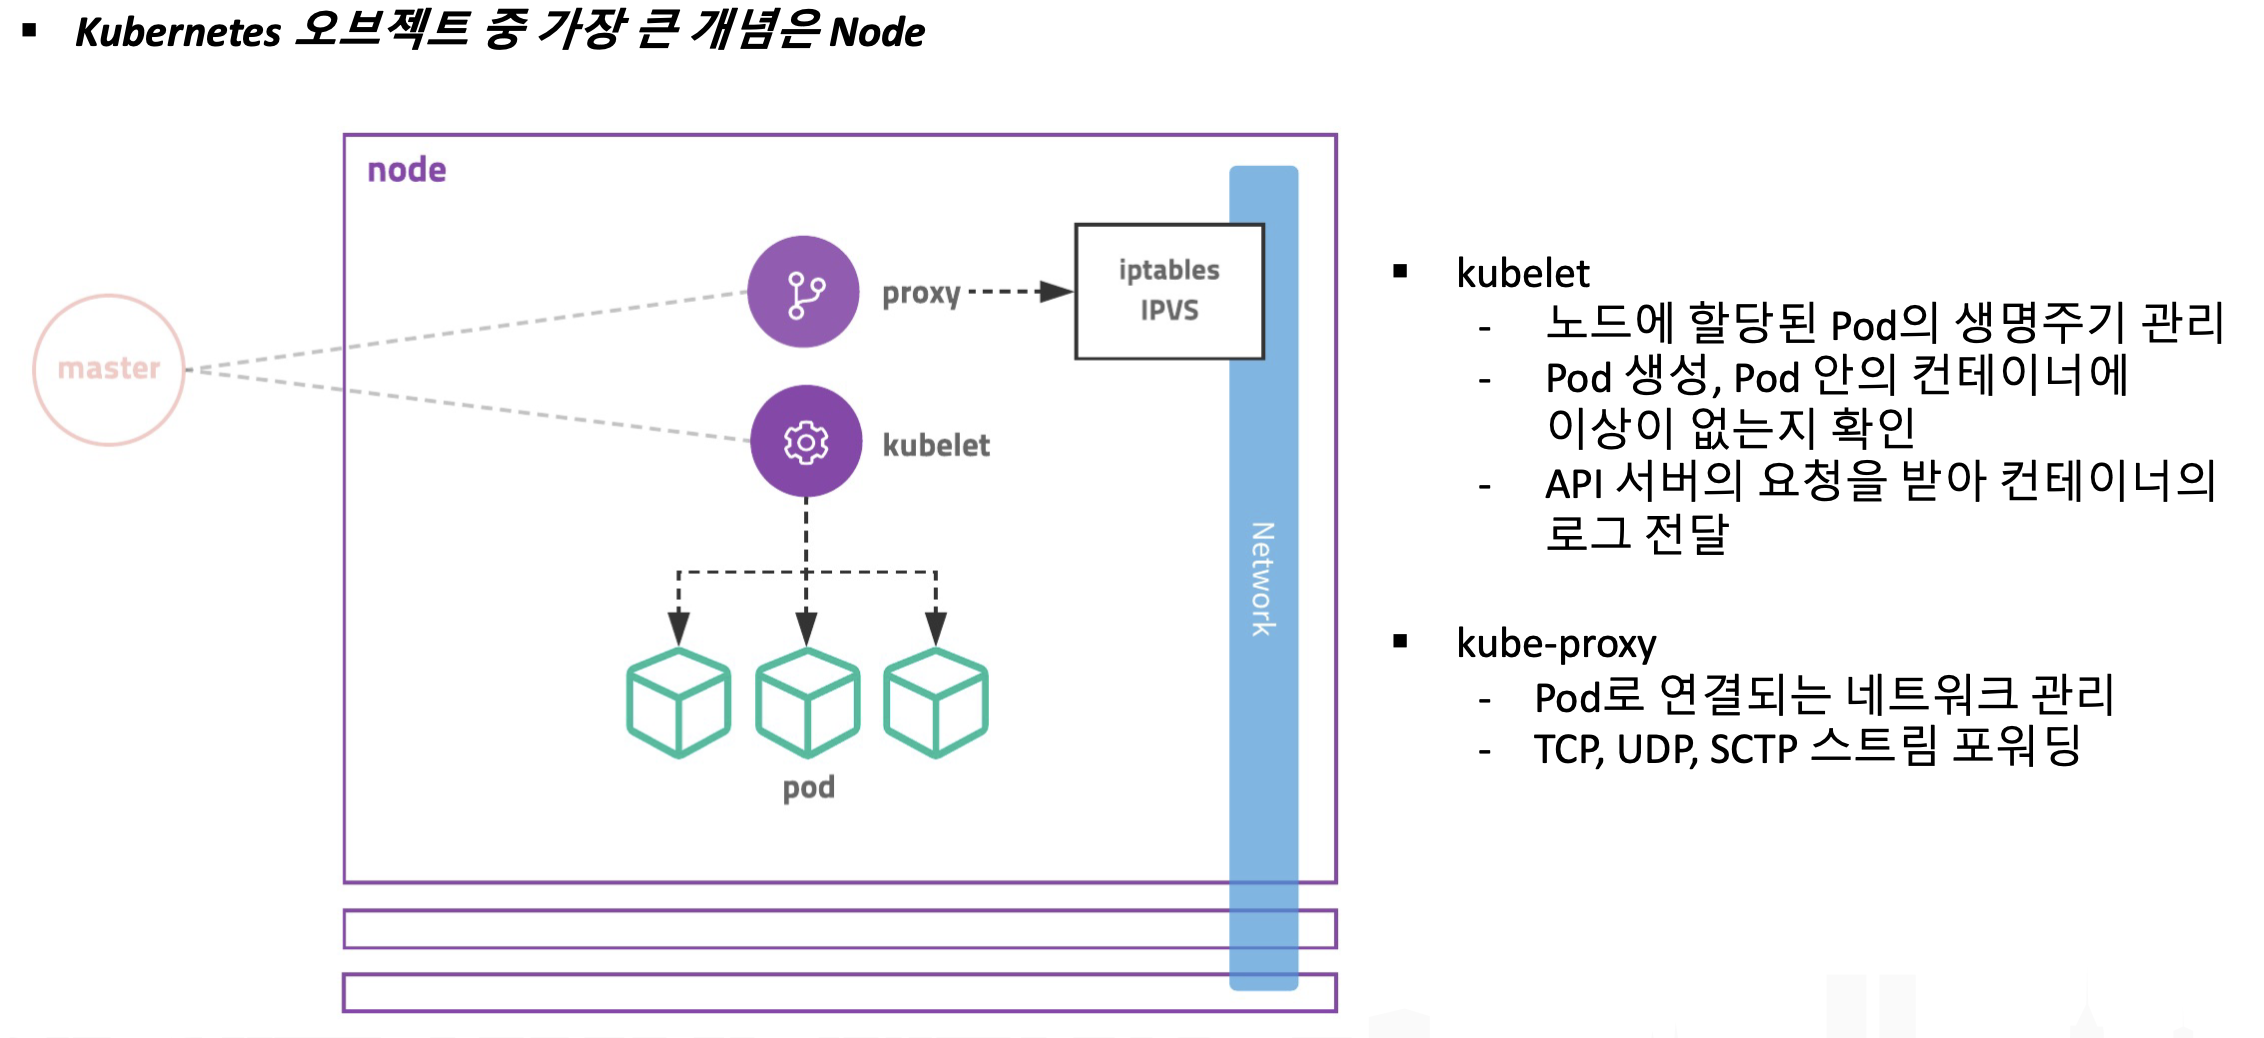 ▪ Kubernetes 오브젝트 중 가장 큰 개념은 Node
node
master
proxy
iptables
IPVS
kubelet
pod
Network
▪ kubelet
- 노드에 할당된 Pod의 생명주기 관리
- Pod 생성, Pod 안의 컨테이너에
이상이 없는지 확인
- API 서버의 요청을 받아 컨테이너의
로그 전달
▪ kube-proxy
- Pod로 연결되는 네트워크 관리
- TCP, UDP, SCTP 스트림 포워딩